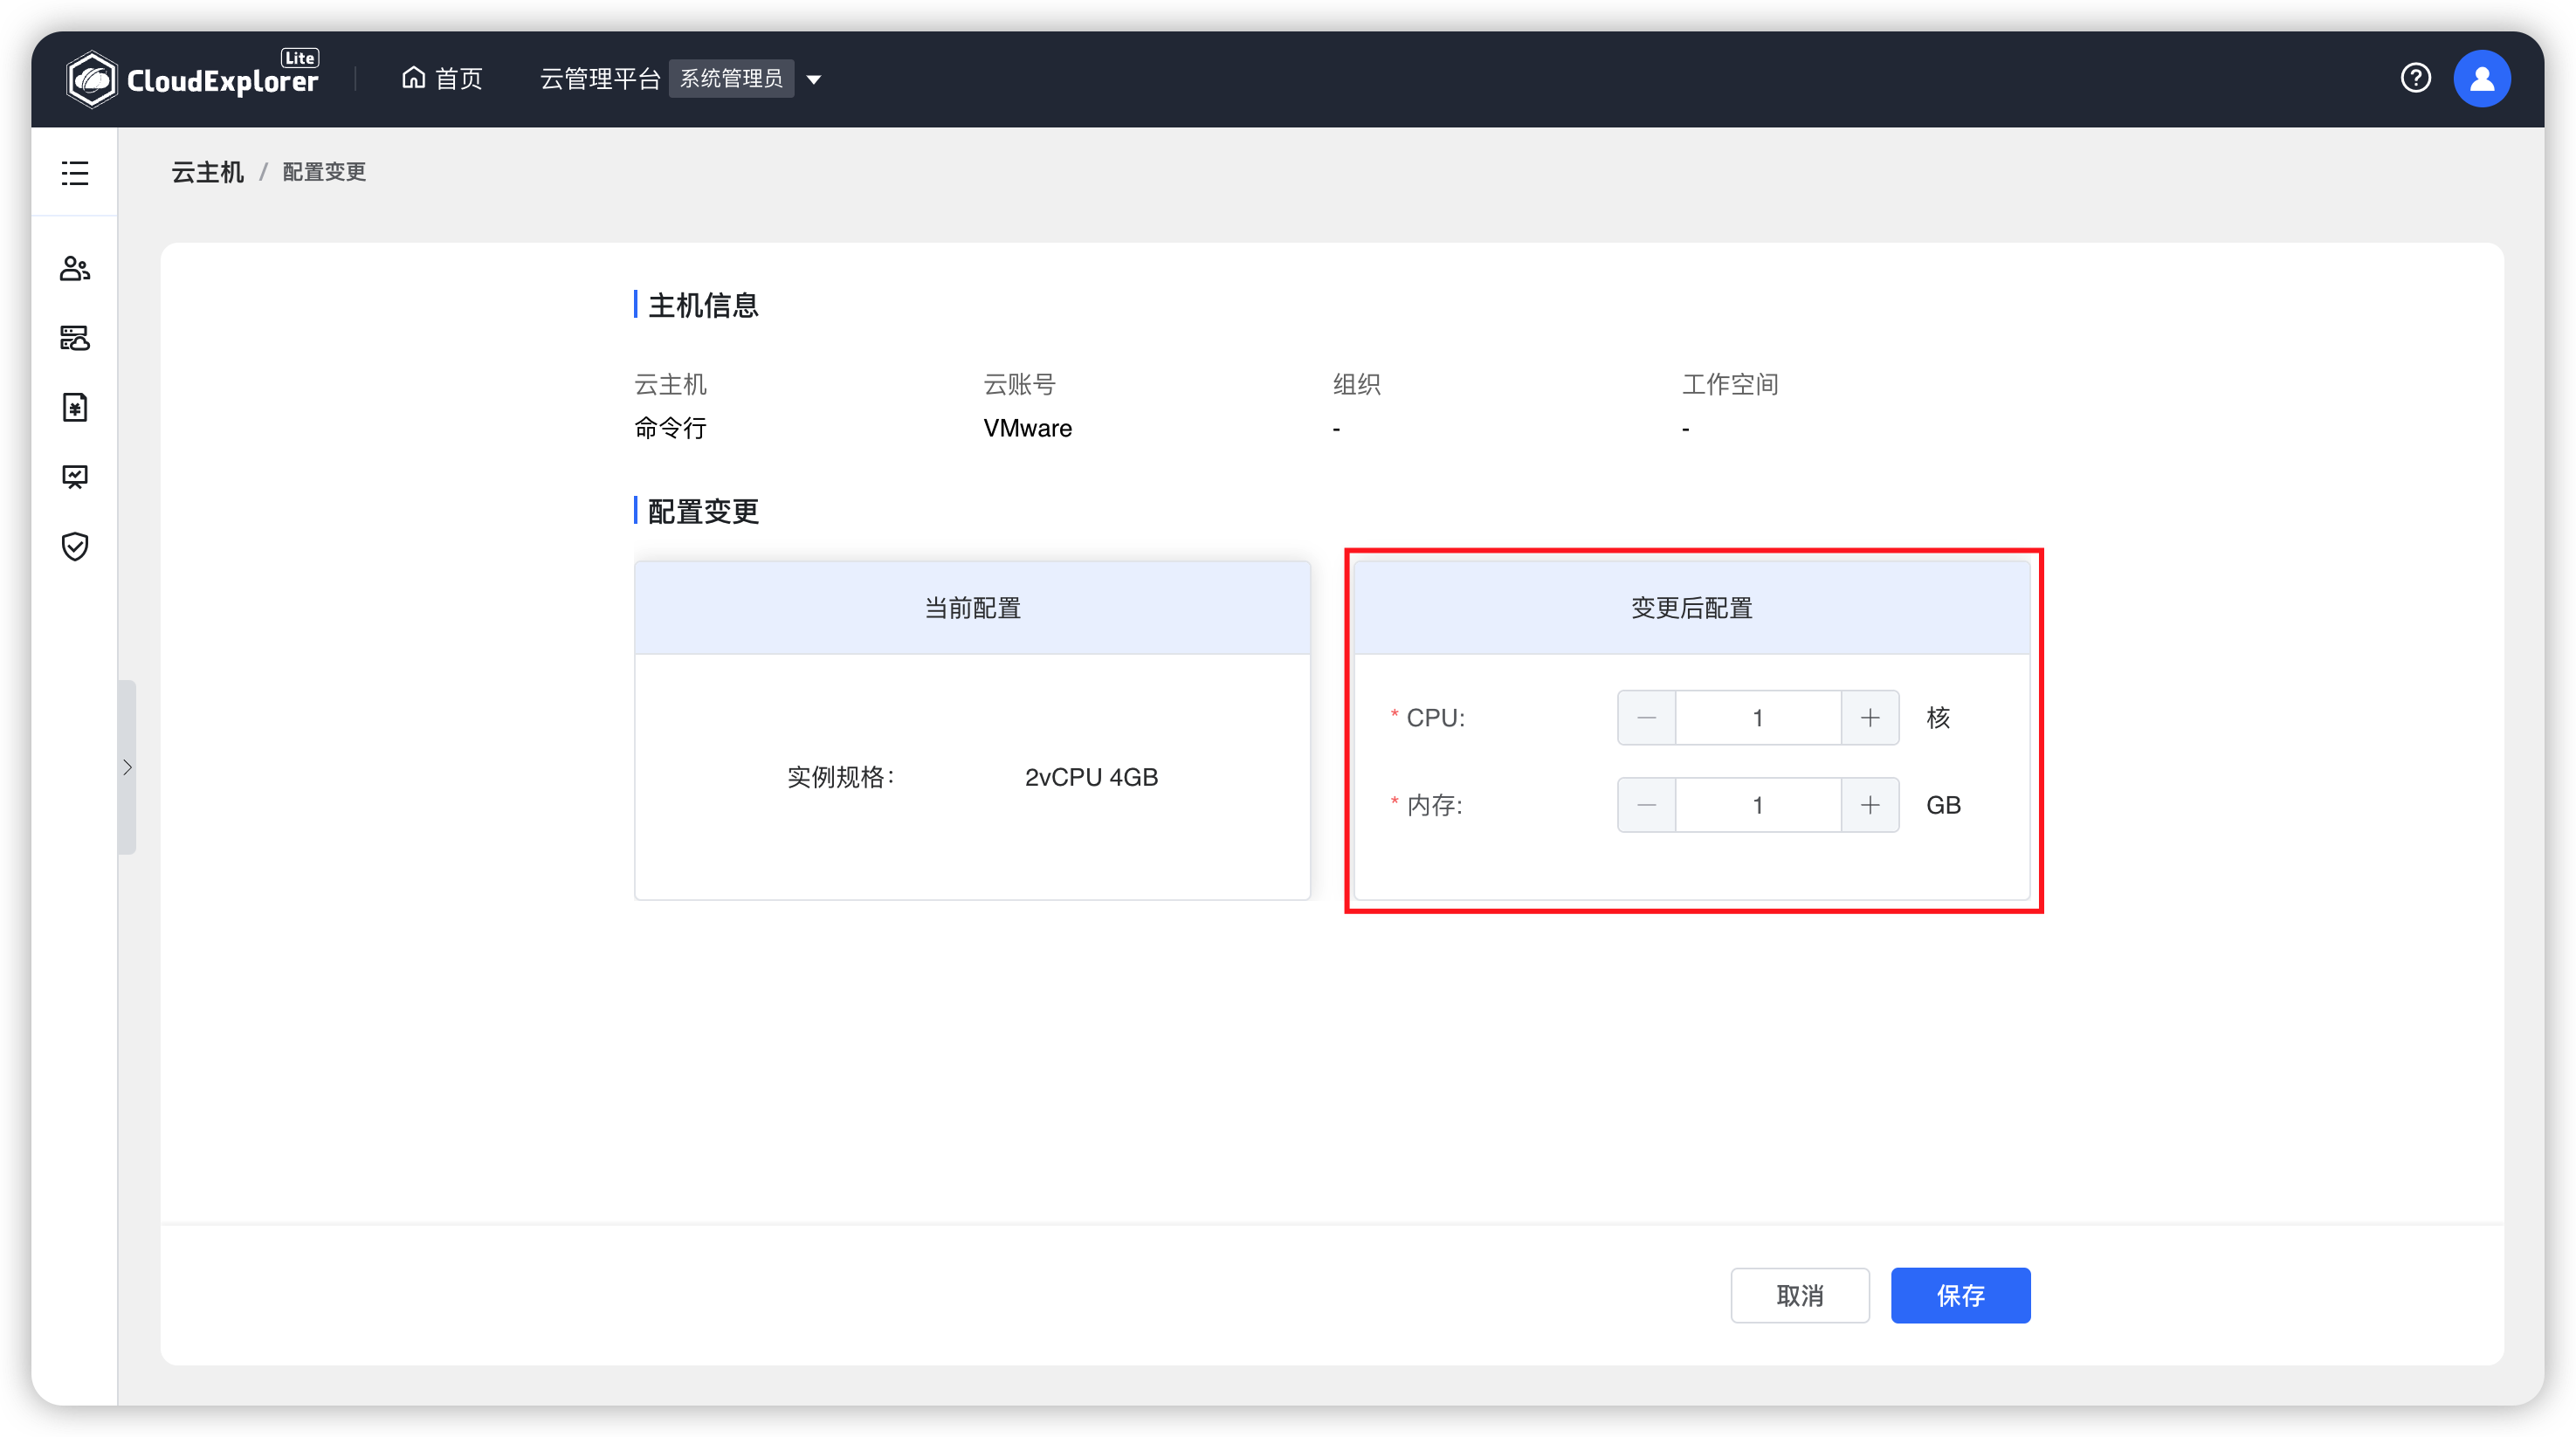 CloudExplorer Lite 首页 云管理平台 系统管理员
云主机 / 配置变更
主机信息
云主机 云账号 组织 工作空间
命令行 VMware - -
配置变更
当前配置 变更后配置
* CPU: 1 核
实例规格: 2vCPU 4GB
* 内存: 1 GB
取消 保存